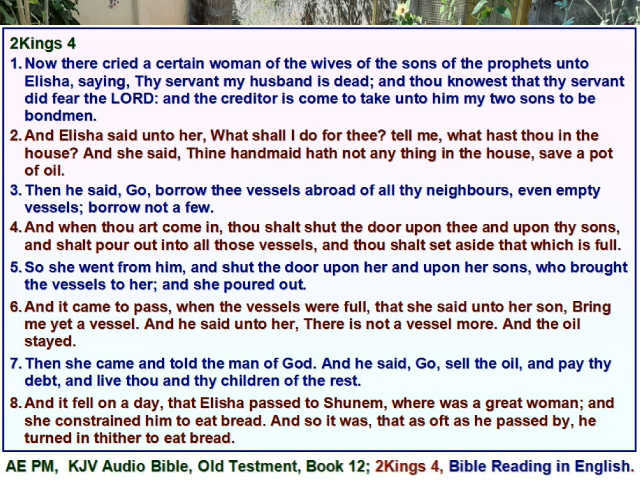 2Kings 4
1. Now there cried a certain woman of the wives of the sons of the prophets unto
Elisha, saying, Thy servant my husband is dead; and thou knowest that thy servant
did fear the LORD: and the creditor is come to take unto him my two sons to be
bondmen.
2. And Elisha said unto her, What shall I do for thee? tell me, what hast thou in the
house? And she said, Thine handmaid hath not any thing in the house, save a pot
of oil.
3. Then he said, Go, borrow thee vessels abroad of all thy neighbours, even empty
vessels; borrow not a few.
4. And when thou art come in, thou shalt shut the door upon thee and upon thy sons,
and shalt pour out into all those vessels, and thou shalt set aside that which is full.
5. So she went from him, and shut the door upon her and upon her sons, who brought
the vessels to her; and she poured out.
6. And it came to pass, when the vessels were full, that she said unto her son, Bring
me yet a vessel. And he said unto her, There is not a vessel more. And the oil
stayed.
7. Then she came and told the man of God. And he said, Go, sell the oil, and pay thy
debt, and live thou and thy children of the rest.
8. And it fell on a day, that Elisha passed to Shunem, where was a great woman; and
she constrained him to eat bread. And so it was, that as oft as he passed by, he
turned in thither to eat bread.
AE PM, KJV Audio Bible, Old Testment, Book 12; 2Kings 4, Bible Reading in English.